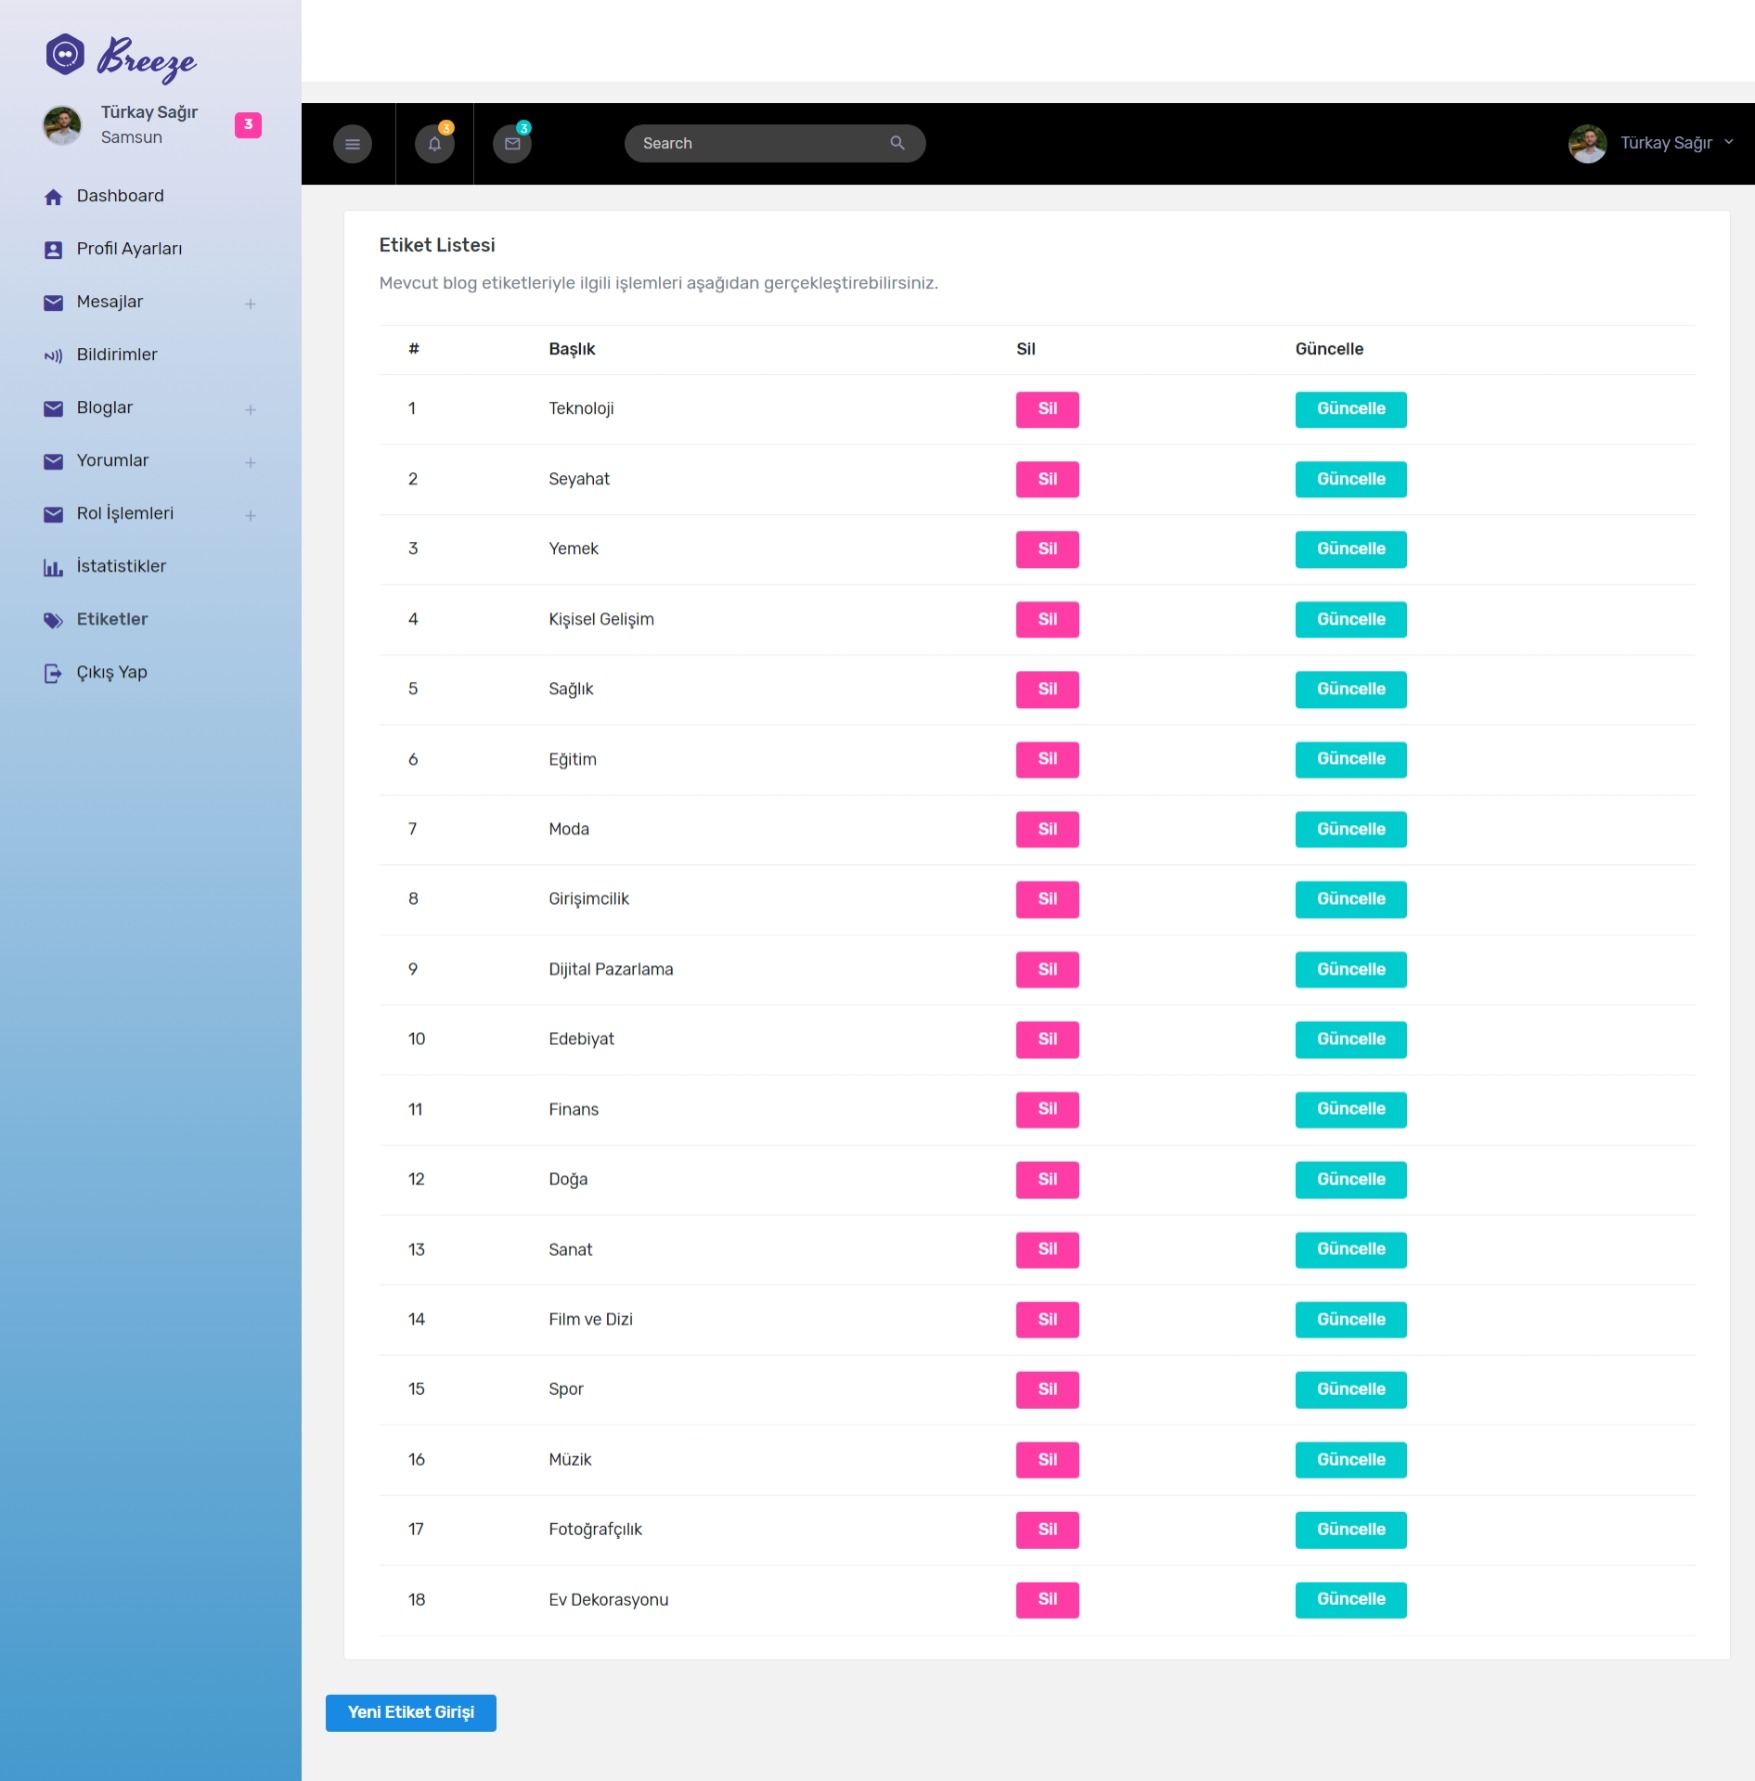 Breeze
Türkay Sağır
Samsun
3
Dashboard
Profil Ayarları
Mesajlar
Bildirimler
Bloglar
Yorumlar
Rol İşlemleri
İstatistikler
Etiketler
Çıkış Yap
3
3
Search
Türkay Sağır
Etiket Listesi
Mevcut blog etiketleriyle ilgili işlemleri aşağıdan gerçekleştirebilirsiniz.
# Başlık Sil Güncelle
1 Teknoloji Sil Güncelle
2 Seyahat Sil Güncelle
3 Yemek Sil Güncelle
4 Kişisel Gelişim Sil Güncelle
5 Sağlık Sil Güncelle
6 Eğitim Sil Güncelle
7 Moda Sil Güncelle
8 Girişimcilik Sil Güncelle
9 Dijital Pazarlama Sil Güncelle
10 Edebiyat Sil Güncelle
11 Finans Sil Güncelle
12 Doğa Sil Güncelle
13 Sanat Sil Güncelle
14 Film ve Dizi Sil Güncelle
15 Spor Sil Güncelle
16 Müzik Sil Güncelle
17 Fotoğrafçılık Sil Güncelle
18 Ev Dekorasyonu Sil Güncelle
Yeni Etiket Girişi